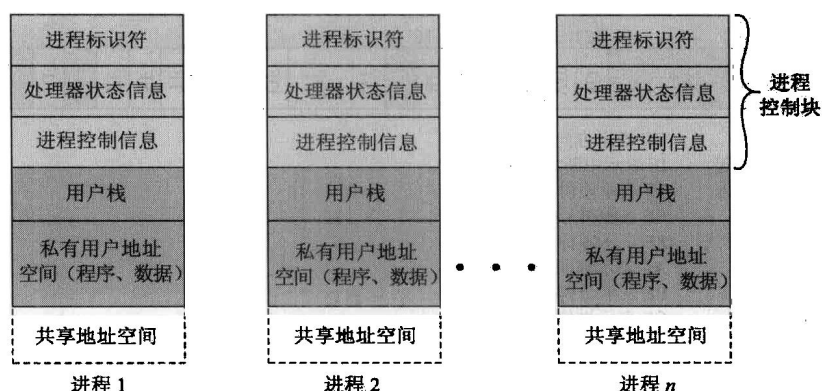 进程标识符
处理器状态信息
进程控制信息
用户栈
私有用户地址
空间（程序、数据）
共享地址空间
进程 1
进程标识符
处理器状态信息
进程控制信息
用户栈
私有用户地址
空间（程序、数据）
共享地址空间
进程 2
• • •
进程标识符
处理器状态信息
进程控制信息
用户栈
私有用户地址
空间（程序、数据）
共享地址空间
进程 n
进程
控制块